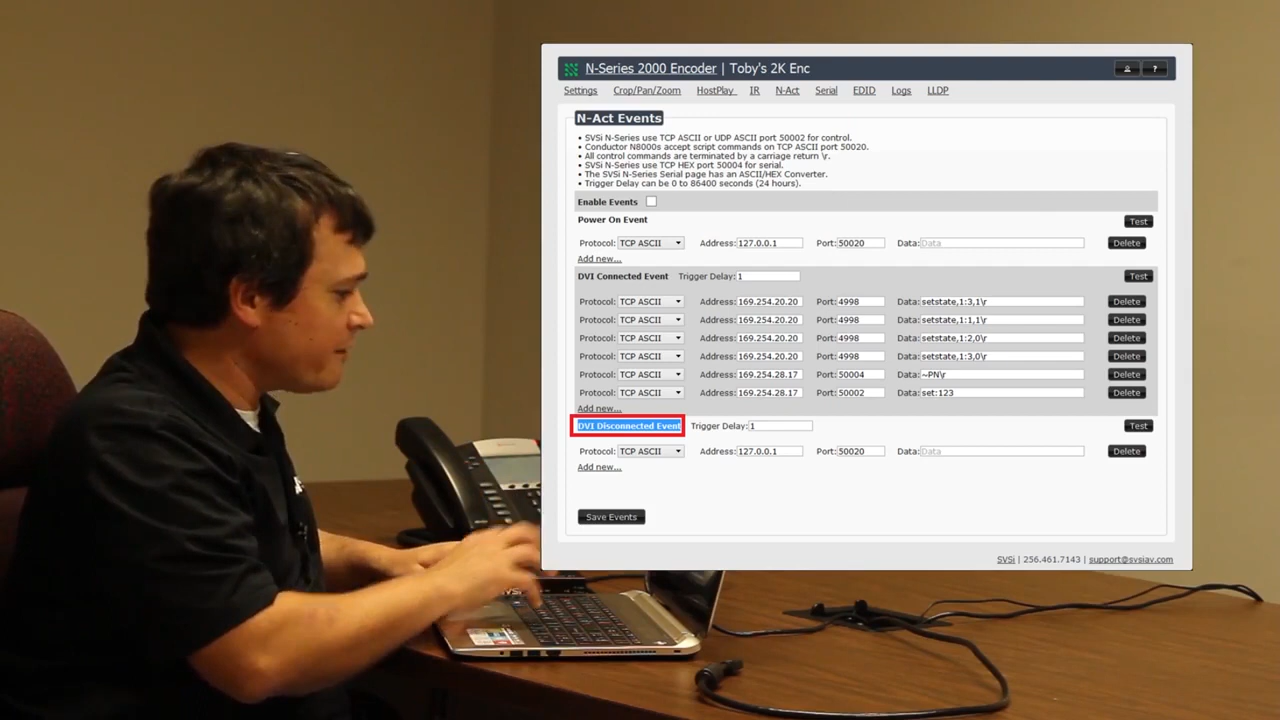 N-Series 2000 Encoder | Toby's 2K Enc ?
Settings Crop/Pan/Zoom HostPlay IR N-Act Serial EDID Logs LLDP
N-Act Events
• SVSi N-Series use TCP ASCII or UDP ASCII port 50002 for control.
• Conductor N8000s accept script commands on TCP ASCII port 50020.
• All control commands are terminated by a carriage return \r.
• SVSi N-Series use TCP HEX port 50004 for serial.
• The SVSi N-Series Serial page has an ASCII/HEX Converter.
• Trigger Delay can be 0 to 86400 seconds (24 hours).
Enable Events
Power On Event Test
Protocol: TCP ASCII Address: 127.0.0.1 Port: 50020 Data: Data Delete
Add new...
DVI Connected Event Trigger Delay: 1 Test
Protocol: TCP ASCII Address: 169.254.20.20 Port: 4998 Data: setstate,1:3,1\r Delete
Protocol: TCP ASCII Address: 169.254.20.20 Port: 4998 Data: setstate,1:1,1\r Delete
Protocol: TCP ASCII Address: 169.254.20.20 Port: 4998 Data: setstate,1:2,0\r Delete
Protocol: TCP ASCII Address: 169.254.20.20 Port: 4998 Data: setstate,1:3,0\r Delete
Protocol: TCP ASCII Address: 169.254.28.17 Port: 50004 Data: ~PN\r Delete
Protocol: TCP ASCII Address: 169.254.28.17 Port: 50002 Data: set:123 Delete
Add new...
DVI Disconnected Event Trigger Delay: 1 Test
Protocol: TCP ASCII Address: 127.0.0.1 Port: 50020 Data: Data Delete
Add new...
Save Events
SVSi | 256.461.7143 | support@svsiav.com